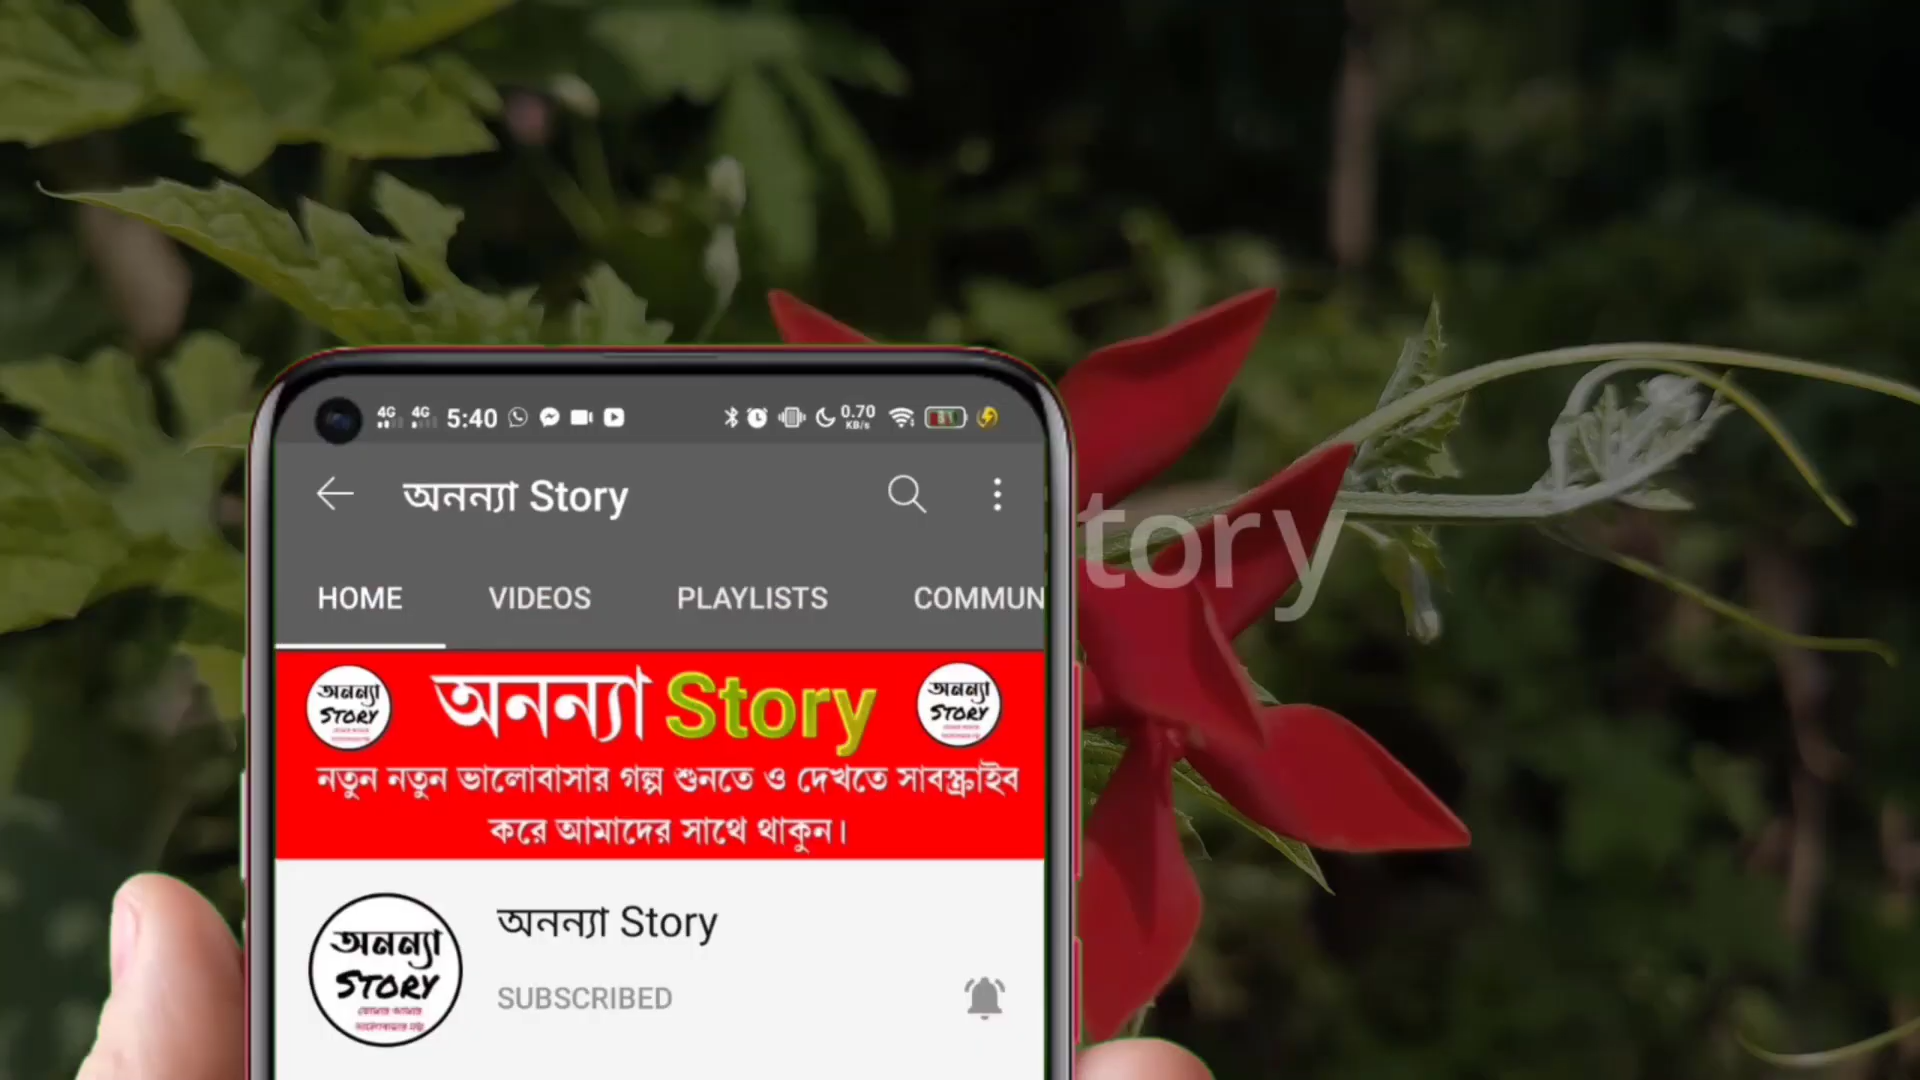 4G 4G 5:40 0.70 KB/s
অনন্যা Story
HOME VIDEOS PLAYLISTS COMMUN
tory
অনন্যা STORY
অনন্যা Story
অনন্যা STORY
নতুন নতুন ভালোবাসার গল্প শুনতে ও দেখতে সাবস্ক্রাইব
করে আমাদের সাথে থাকুন।
অনন্যা STORY
অনন্যা Story
SUBSCRIBED